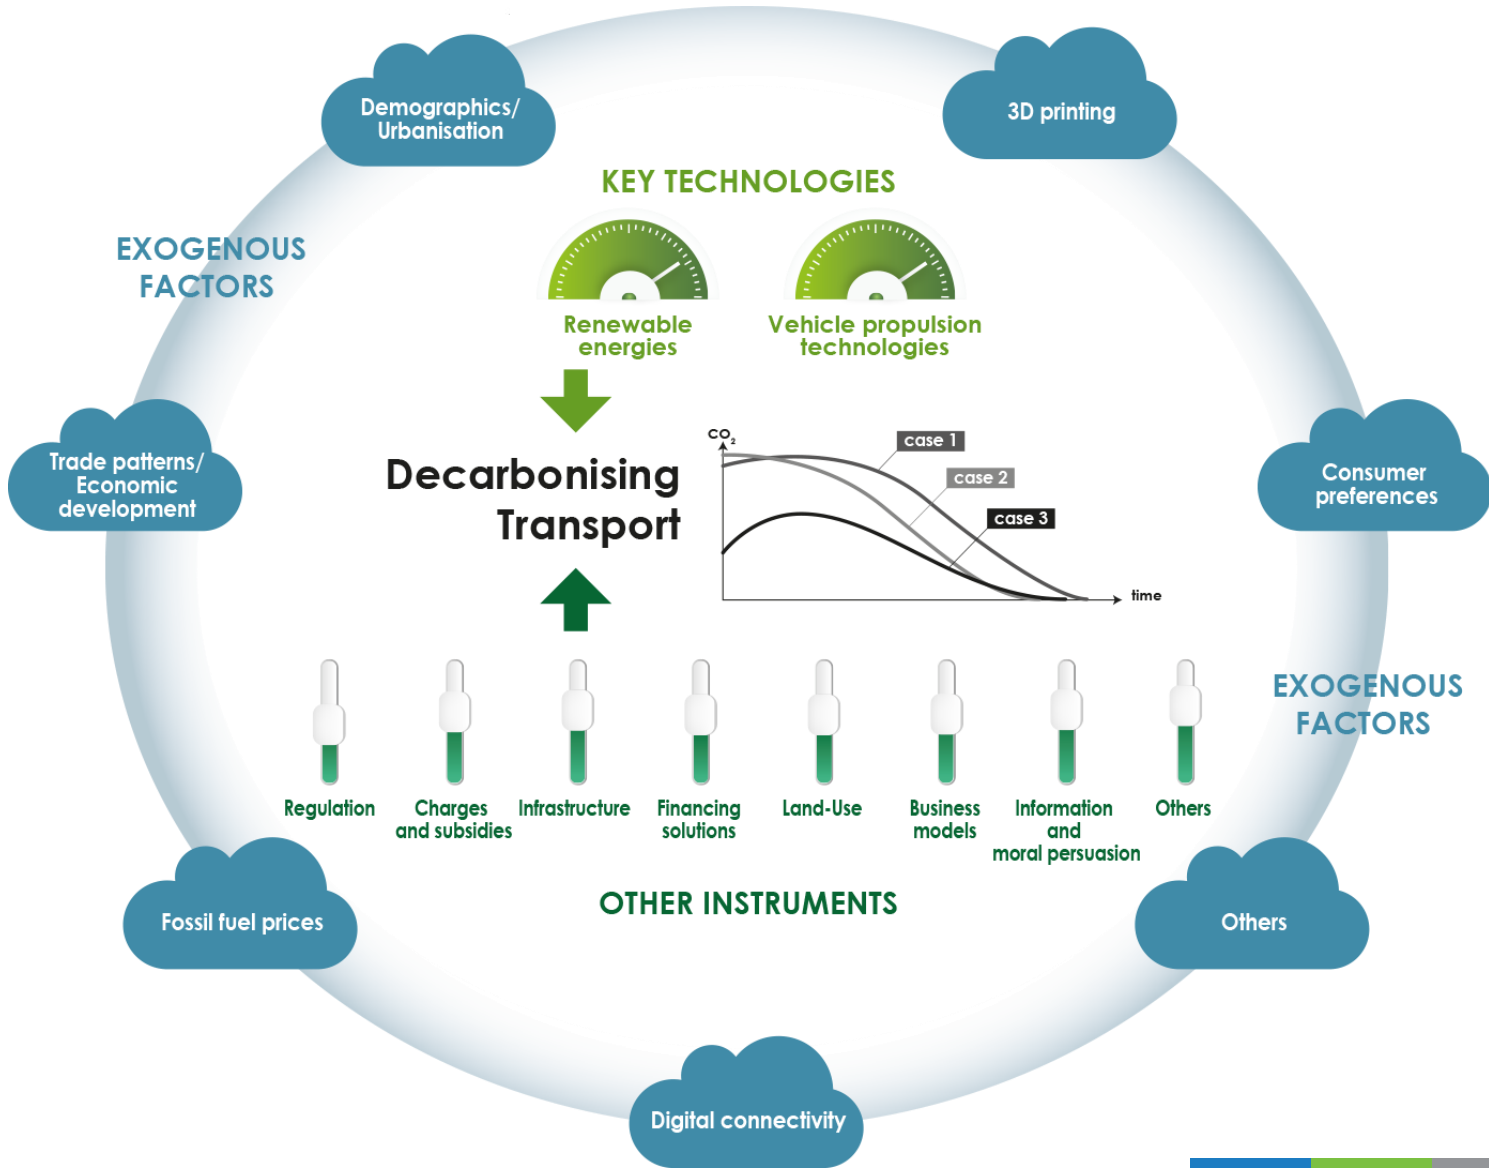 Demographics/
Urbanisation
3D printing
KEY TECHNOLOGIES
EXOGENOUS
FACTORS
Renewable
energies
Vehicle propulsion
technologies
Trade patterns/
Economic
development
Decarbonising
Transport
CO₂
case 1
case 2
case 3
time
Consumer
preferences
EXOGENOUS
FACTORS
Regulation
Charges
and subsidies
Infrastructure
Financing
solutions
Land-Use
Business
models
Information
and
moral persuasion
Others
OTHER INSTRUMENTS
Fossil fuel prices
Others
Digital connectivity